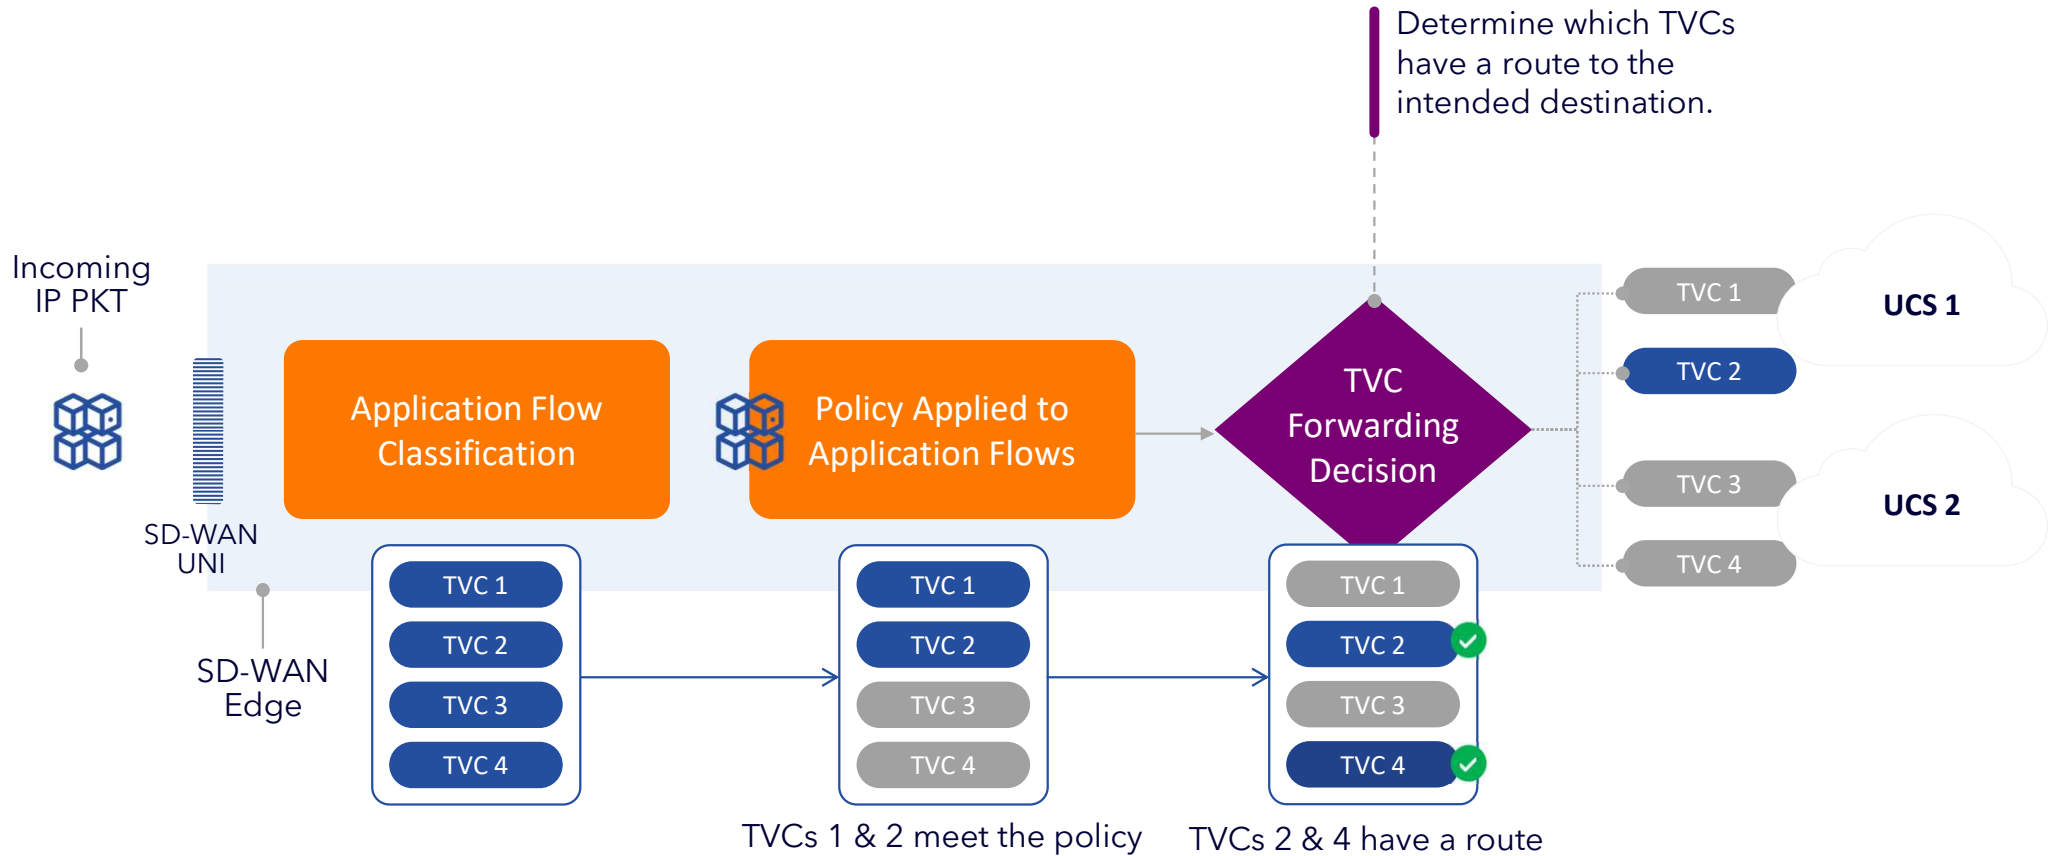 Determine which TVCs
have a route to the
intended destination.
Incoming
IP PKT
SD-WAN
UNI
SD-WAN
Edge
Application Flow
Classification
Policy Applied to
Application Flows
TVC
Forwarding
Decision
TVC 1
TVC 2
TVC 3
TVC 4
UCS 1
UCS 2
TVC 1
TVC 2
TVC 3
TVC 4
TVC 1
TVC 2
TVC 3
TVC 4
TVC 1
TVC 2
TVC 3
TVC 4
TVCs 1 & 2 meet the policy
TVCs 2 & 4 have a route